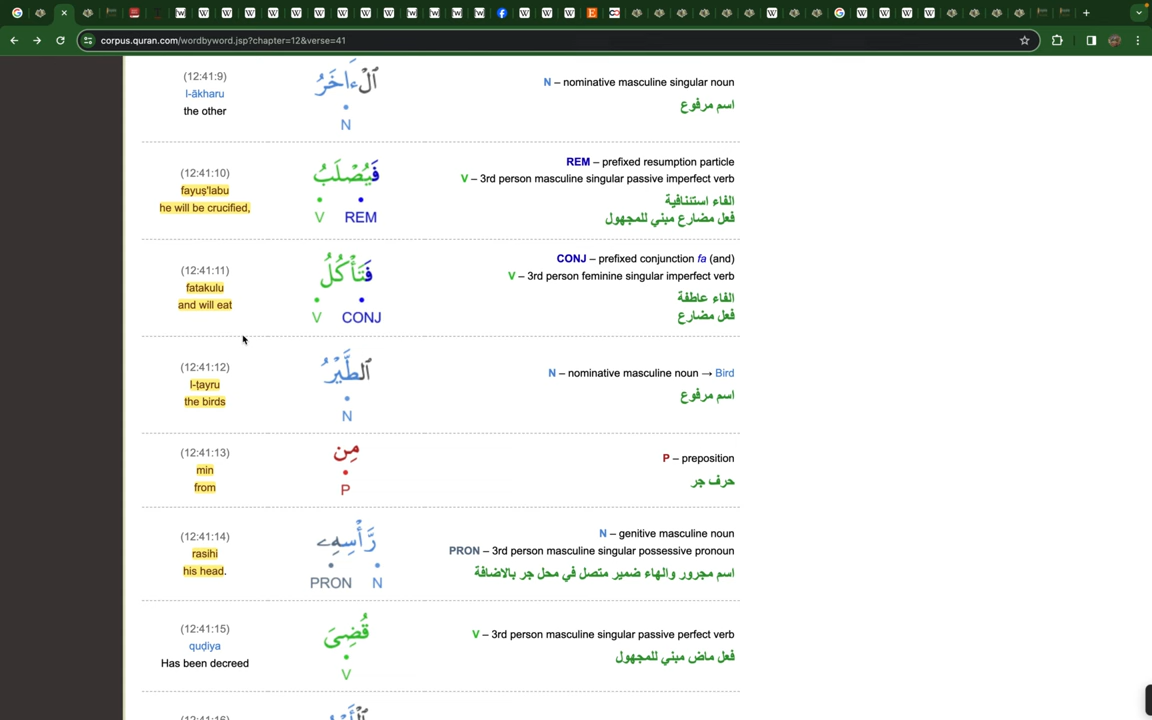 corpus.quran.com/wordbyword.jsp?chapter=12&verse=41
(12:41:9)
l-ākharu
the other
ٱلْـَٔاخَرُ
N
N – nominative masculine singular noun
اسم مرفوع
(12:41:10)
fayuṣ'labu
he will be crucified,
فَيُصْلَبُ
V REM
REM – prefixed resumption particle
V – 3rd person masculine singular passive imperfect verb
الفاء استئنافية
فعل مضارع مبني للمجهول
(12:41:11)
fatakulu
and will eat
فَتَأْكُلُ
V CONJ
CONJ – prefixed conjunction fa (and)
V – 3rd person feminine singular imperfect verb
الفاء عاطفة
فعل مضارع
(12:41:12)
l-ṭayru
the birds
ٱلطَّيْرُ
N
N – nominative masculine noun → Bird
اسم مرفوع
(12:41:13)
min
from
مِن
P
P – preposition
حرف جر
(12:41:14)
rasihi
his head.
رَّأْسِهِۦ
PRON N
N – genitive masculine noun
PRON – 3rd person masculine singular possessive pronoun
اسم مجرور والهاء ضمير متصل في محل جر بالاضافة
(12:41:15)
quḍiya
Has been decreed
قُضِىَ
V
V – 3rd person masculine singular passive perfect verb
فعل ماض مبني للمجهول